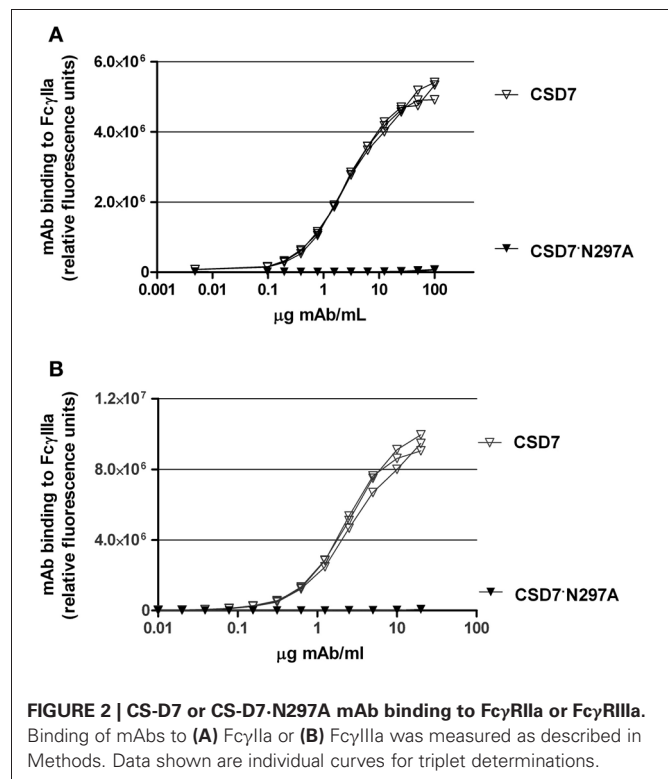 A
mAb binding to FcγIIa
(relative fluorescence units)
6.0×10⁶
4.0×10⁶
2.0×10⁶
0
0.001 0.01 0.1 1 10 100
μg mAb/mL
CSD7
CSD7·N297A
B
mAb binding to FcγIIIa
(relative fluorescence units)
1.2×10⁷
8.0×10⁶
4.0×10⁶
0
0.01 0.1 1 10 100
μg mAb/ml
CSD7
CSD7·N297A
FIGURE 2 | CS-D7 or CS-D7·N297A mAb binding to FcγRIIa or FcγRIIIa.
Binding of mAbs to (A) FcγIIa or (B) FcγIIIa was measured as described in
Methods. Data shown are individual curves for triplet determinations.